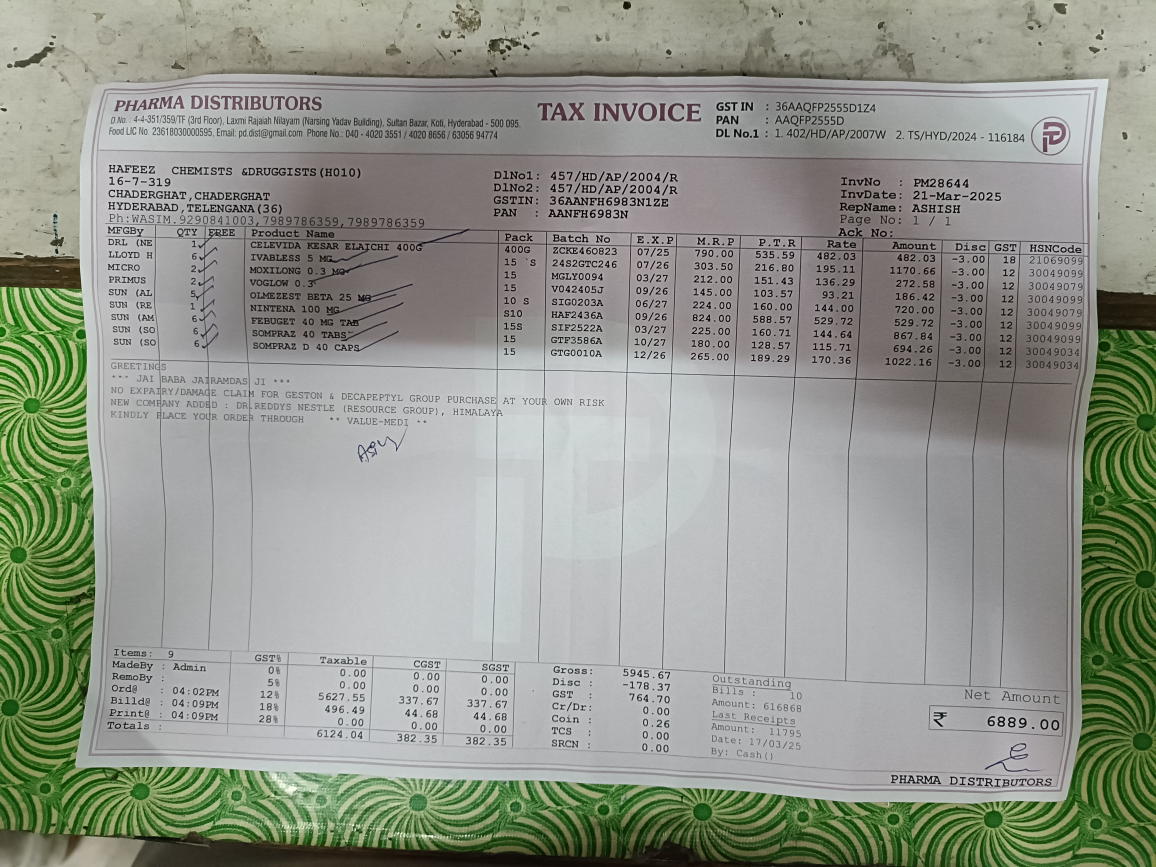 PHARMA DISTRIBUTORS
D.No. : 4-4-351/359/TF (3rd Floor), Laxmi Rajaiah Nilayam (Narsing Yadav Building), Sultan Bazar, Koti, Hyderabad - 500 095.
Food LIC No. 23618030000595, Email: pd.dist@gmail.com Phone No.: 040 - 4020 3551 / 4020 8656 / 63056 94774
TAX INVOICE
GST IN : 36AAQFP2555D1Z4
PAN : AAQFP2555D
DL No.1 : 1. 402/HD/AP/2007W 2. TS/HYD/2024 - 116184
HAFEEZ CHEMISTS &DRUGGISTS(H010)
16-7-319
CHADERGHAT,CHADERGHAT
HYDERABAD,TELENGANA(36)
Ph:WASIM.9290841003,7989786359,7989786359
DlNo1: 457/HD/AP/2004/R
DlNo2: 457/HD/AP/2004/R
GSTIN: 36AANFH6983N1ZE
PAN : AANFH6983N
InvNo : PM28644
InvDate: 21-Mar-2025
RepName: ASHISH
Page No: 1 / 1
Ack No:
MFGBy QTY FREE Product Name Pack Batch No E.X.P M.R.P P.T.R Rate Amount Disc GST HSNCode
DRL (NE 1 CELEVIDA KESAR ELAICHI 400G 400G ZCKE460823 07/25 790.00 535.59 482.03 482.03 -3.00 18 21069099
LLOYD H 6 IVABLESS 5 MG 15 `S 24S2GTC246 07/26 303.50 216.80 195.11 1170.66 -3.00 12 30049099
MICRO 2 MOXILONG 0.3 MG 15 MGLY0094 03/27 212.00 151.43 136.29 272.58 -3.00 12 30049079
PRIMUS 2 VOGLOW 0.3 15 V042405J 09/26 145.00 103.57 93.21 186.42 -3.00 12 30049099
SUN (AL 5 OLMEZEST BETA 25 MG 10 S SIG0203A 06/27 224.00 160.00 144.00 720.00 -3.00 12 30049079
SUN (RE 1 NINTENA 100 MG S10 HAF2436A 09/26 824.00 588.57 529.72 529.72 -3.00 12 30049099
SUN (AM 6 FEBUGET 40 MG TAB 15S SIF2522A 03/27 225.00 160.71 144.64 867.84 -3.00 12 30049099
SUN (SO 6 SOMPRAZ 40 TABS 15 GTF3586A 10/27 180.00 128.57 115.71 694.26 -3.00 12 30049034
SUN (SO 6 SOMPRAZ D 40 CAPS 15 GTG0010A 12/26 265.00 189.29 170.36 1022.16 -3.00 12 30049034
GREETINGS
*** JAI BABA JAIRAMDAS JI ***
NO EXPAIRY/DAMAGE CLAIM FOR GESTON & DECAPEPTYL GROUP PURCHASE AT YOUR OWN RISK
NEW COMPANY ADDED : DR.REDDYS NESTLE (RESOURCE GROUP), HIMALAYA
KINDLY PLACE YOUR ORDER THROUGH ** VALUE-MEDI **
Items: 9
MadeBy : Admin
RemoBy :
Ord@ : 04:02PM
Billd@ : 04:09PM
Print@ : 04:09PM
Totals :
GST% Taxable CGST SGST
0% 0.00 0.00 0.00
5% 0.00 0.00 0.00
12% 5627.55 337.67 337.67
18% 496.49 44.68 44.68
28% 0.00 0.00 0.00
6124.04 382.35 382.35
Gross: 5945.67
Disc : -178.37
GST : 764.70
Cr/Dr: 0.00
Coin : 0.26
TCS : 0.00
SRCN : 0.00
Outstanding
Bills : 10
Amount: 616868
Last Receipts
Amount: 11795
Date: 17/03/25
By: Cash()
Net Amount
₹ 6889.00
PHARMA DISTRIBUTORS